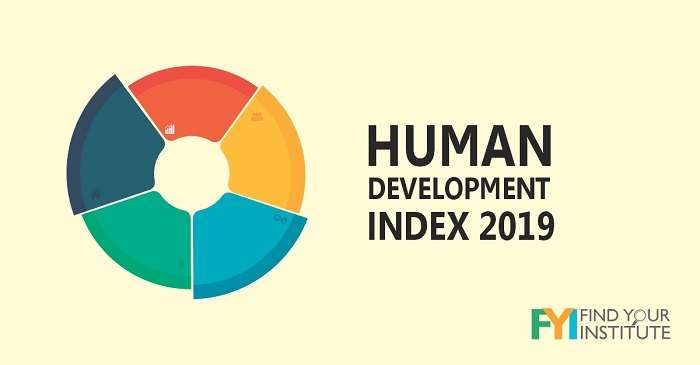 HUMAN
DEVELOPMENT
INDEX 2019
FYI FIND YOUR
INSTITUTE